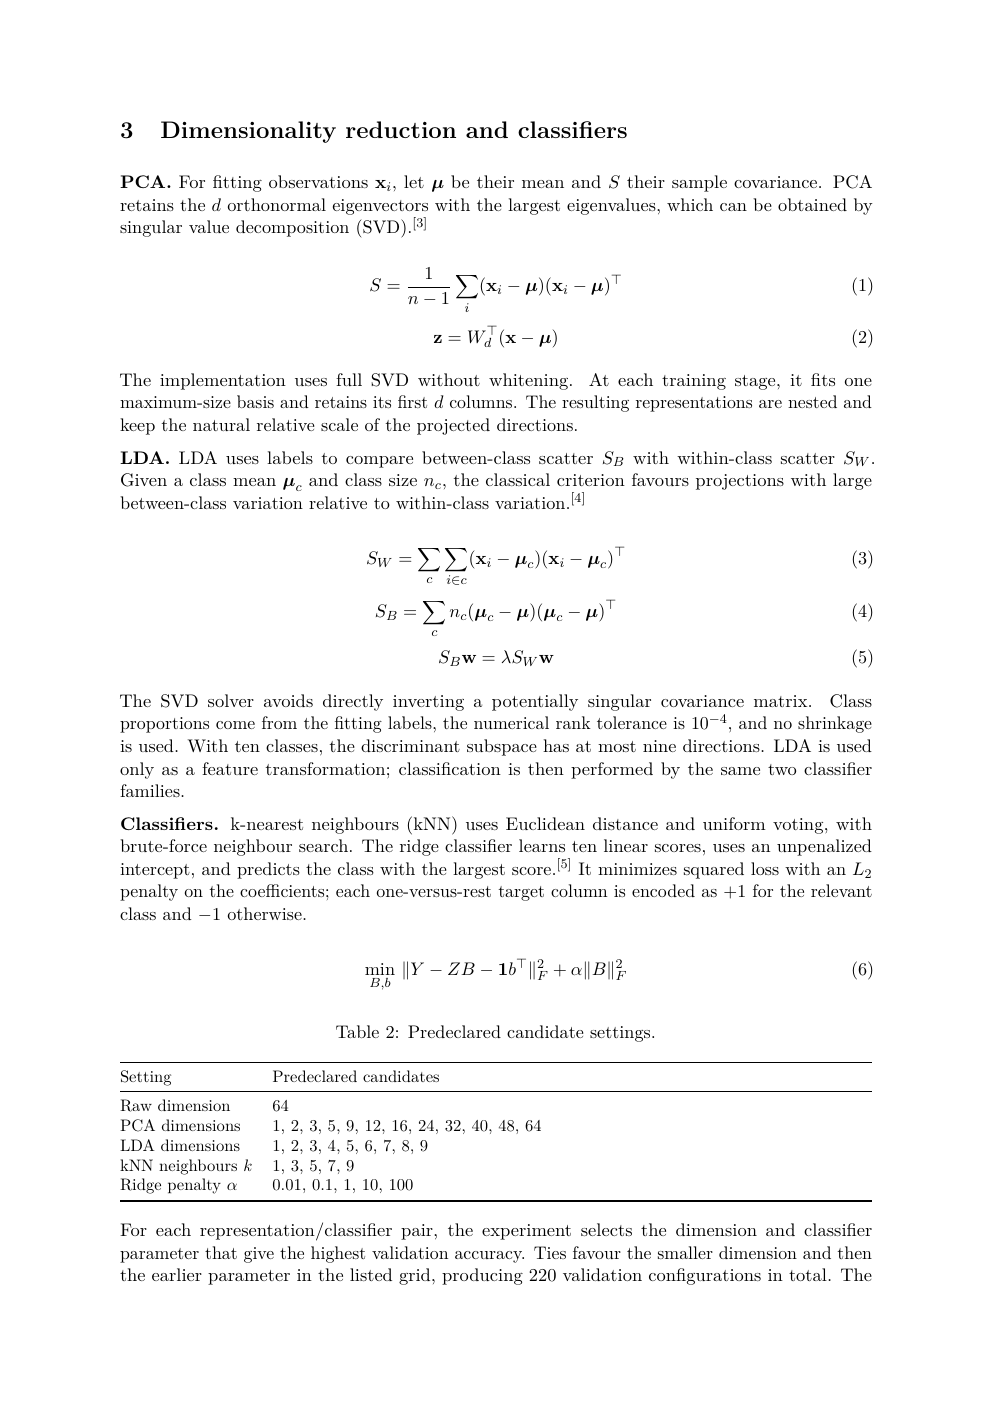 3 Dimensionality reduction and classifiers
PCA. For fitting observations xᵢ, let μ be their mean and S their sample covariance. PCA
retains the d orthonormal eigenvectors with the largest eigenvalues, which can be obtained by
singular value decomposition (SVD).[3]
S = \frac{1}{n − 1} \sum_i (xᵢ − μ)(xᵢ − μ)^⊤ (1)
z = W_d^⊤(x − μ) (2)
The implementation uses full SVD without whitening. At each training stage, it fits one
maximum-size basis and retains its first d columns. The resulting representations are nested and
keep the natural relative scale of the projected directions.
LDA. LDA uses labels to compare between-class scatter S_B with within-class scatter S_W.
Given a class mean μ_c and class size n_c, the classical criterion favours projections with large
between-class variation relative to within-class variation.[4]
S_W = \sum_c \sum_{i∈c} (xᵢ − μ_c)(xᵢ − μ_c)^⊤ (3)
S_B = \sum_c n_c(μ_c − μ)(μ_c − μ)^⊤ (4)
S_B w = λS_W w (5)
The SVD solver avoids directly inverting a potentially singular covariance matrix. Class
proportions come from the fitting labels, the numerical rank tolerance is 10⁻⁴, and no shrinkage
is used. With ten classes, the discriminant subspace has at most nine directions. LDA is used
only as a feature transformation; classification is then performed by the same two classifier
families.
Classifiers. k-nearest neighbours (kNN) uses Euclidean distance and uniform voting, with
brute-force neighbour search. The ridge classifier learns ten linear scores, uses an unpenalized
intercept, and predicts the class with the largest score.[5] It minimizes squared loss with an L₂
penalty on the coefficients; each one-versus-rest target column is encoded as +1 for the relevant
class and −1 otherwise.
\min_{B,b} ‖Y − ZB − 1b^⊤‖_F^2 + α‖B‖_F^2 (6)
Table 2: Predeclared candidate settings.
Setting Predeclared candidates
Raw dimension 64
PCA dimensions 1, 2, 3, 5, 9, 12, 16, 24, 32, 40, 48, 64
LDA dimensions 1, 2, 3, 4, 5, 6, 7, 8, 9
kNN neighbours k 1, 3, 5, 7, 9
Ridge penalty α 0.01, 0.1, 1, 10, 100
For each representation/classifier pair, the experiment selects the dimension and classifier
parameter that give the highest validation accuracy. Ties favour the smaller dimension and then
the earlier parameter in the listed grid, producing 220 validation configurations in total. The